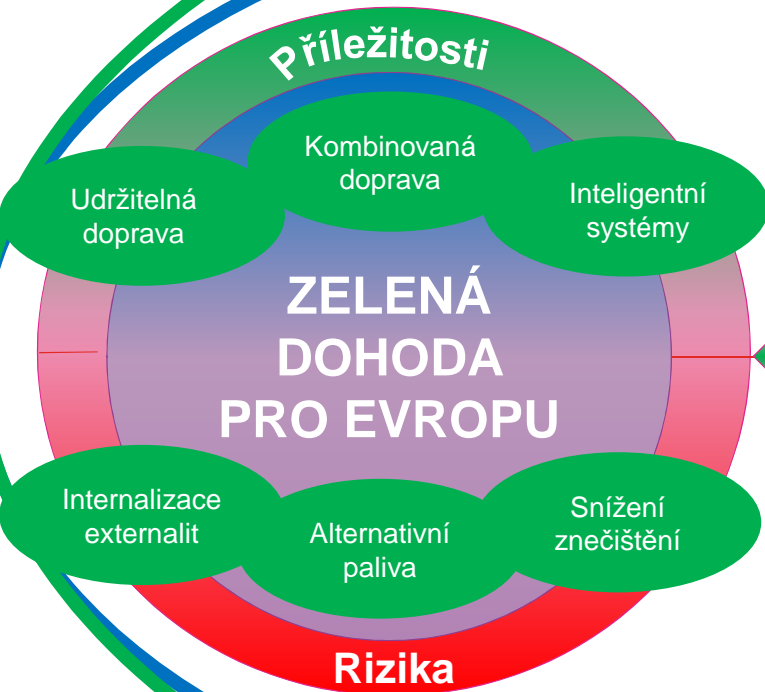 Příležitosti
Kombinovaná
doprava
Udržitelná
doprava
Inteligentní
systémy
ZELENÁ
DOHODA
PRO EVROPU
Internalizace
externalit
Alternativní
paliva
Snížení
znečištění
Rizika